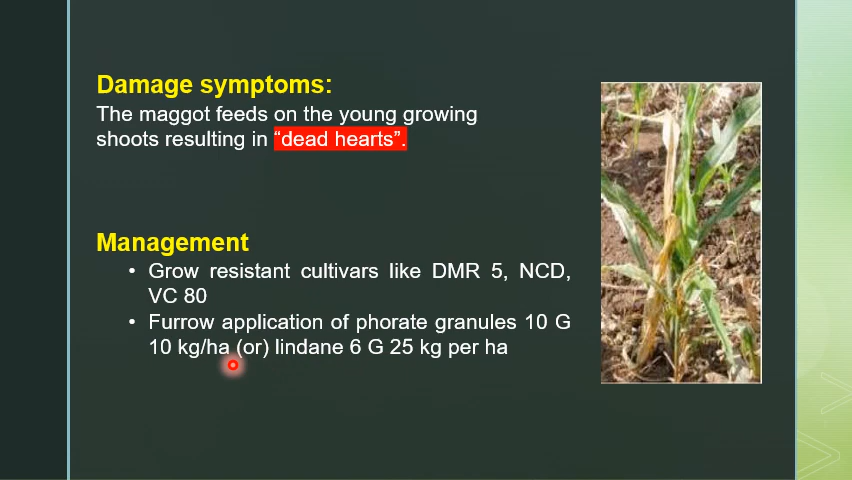 Damage symptoms:
The maggot feeds on the young growing
shoots resulting in “dead hearts”.
Management
• Grow resistant cultivars like DMR 5, NCD,
VC 80
• Furrow application of phorate granules 10 G
10 kg/ha (or) lindane 6 G 25 kg per ha